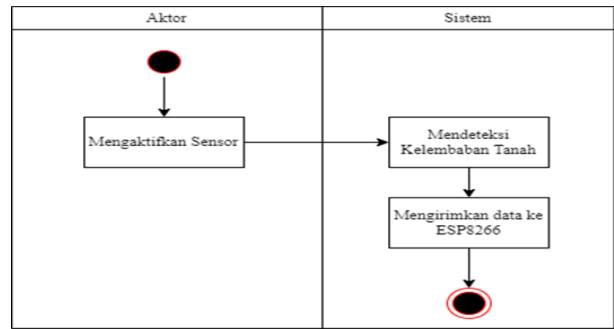 Aktor
Sistem
Mengaktifkan Sensor
Mendeteksi
Kelembaban Tanah
Mengirimkan data ke
ESP8266